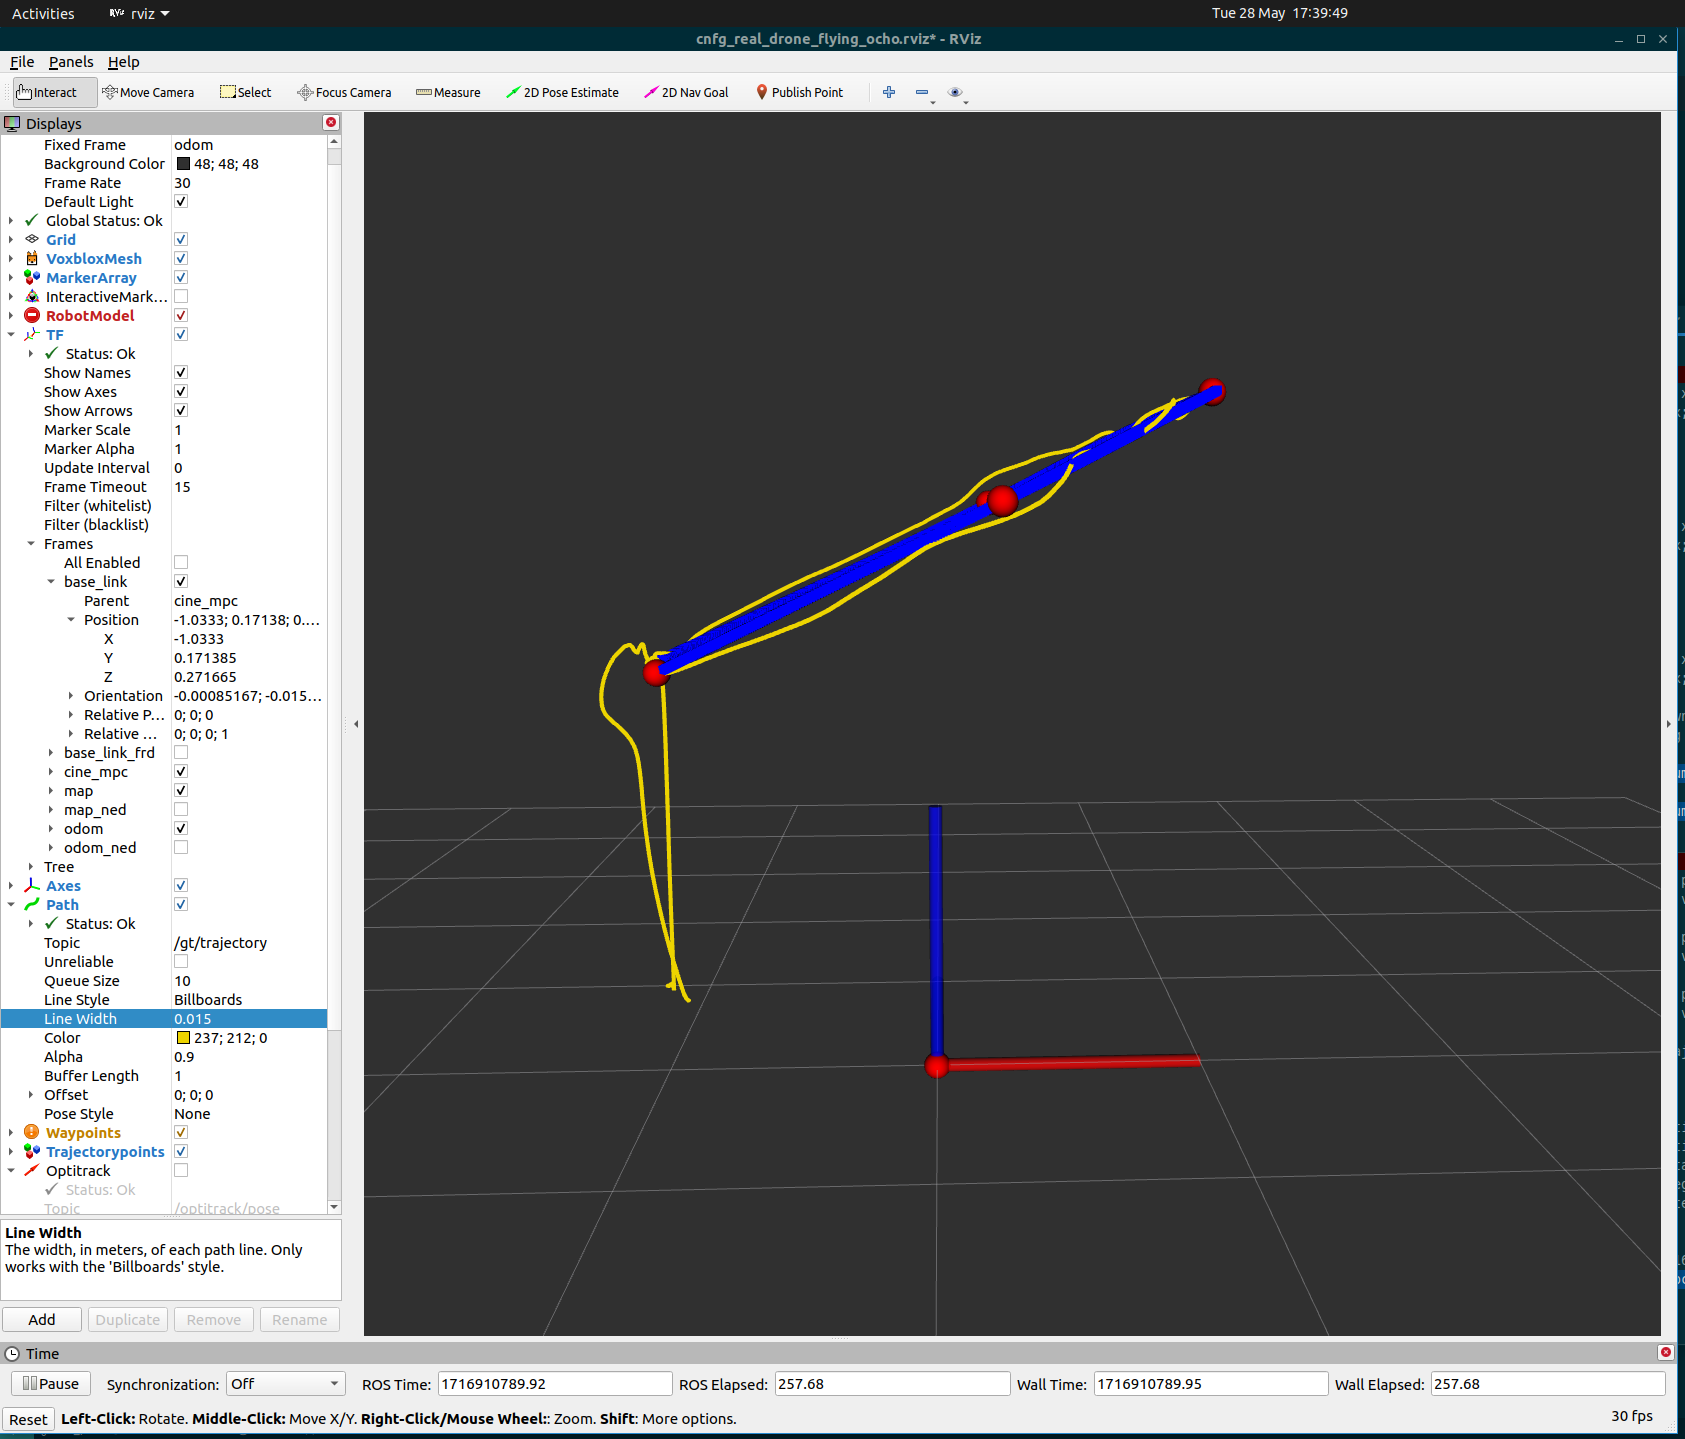 Activities
rviz
Tue 28 May 17:39:49
cnfg_real_drone_flying_ocho.rviz* - RViz
File Panels Help
Interact Move Camera Select Focus Camera Measure 2D Pose Estimate 2D Nav Goal Publish Point
Displays
Fixed Frame odom
Background Color 48; 48; 48
Frame Rate 30
Default Light
Global Status: Ok
Grid
VoxbloxMesh
MarkerArray
InteractiveMark...
RobotModel
TF
Status: Ok
Show Names
Show Axes
Show Arrows
Marker Scale 1
Marker Alpha 1
Update Interval 0
Frame Timeout 15
Filter (whitelist)
Filter (blacklist)
Frames
All Enabled
base_link
Parent cine_mpc
Position -1.0333; 0.17138; 0....
X -1.0333
Y 0.171385
Z 0.271665
Orientation -0.00085167; -0.015...
Relative P... 0; 0; 0
Relative ... 0; 0; 0; 1
base_link_frd
cine_mpc
map
map_ned
odom
odom_ned
Tree
Axes
Path
Status: Ok
Topic /gt/trajectory
Unreliable
Queue Size 10
Line Style Billboards
Line Width 0.015
Color 237; 212; 0
Alpha 0.9
Buffer Length 1
Offset 0; 0; 0
Pose Style None
Waypoints
Trajectorypoints
Optitrack
Status: Ok
Topic /optitrack/pose
Line Width
The width, in meters, of each path line. Only
works with the 'Billboards' style.
Add Duplicate Remove Rename
Time
Pause Synchronization: Off ROS Time: 1716910789.92 ROS Elapsed: 257.68 Wall Time: 1716910789.95 Wall Elapsed: 257.68
Reset Left-Click: Rotate. Middle-Click: Move X/Y. Right-Click/Mouse Wheel:: Zoom. Shift: More options. 30 fps